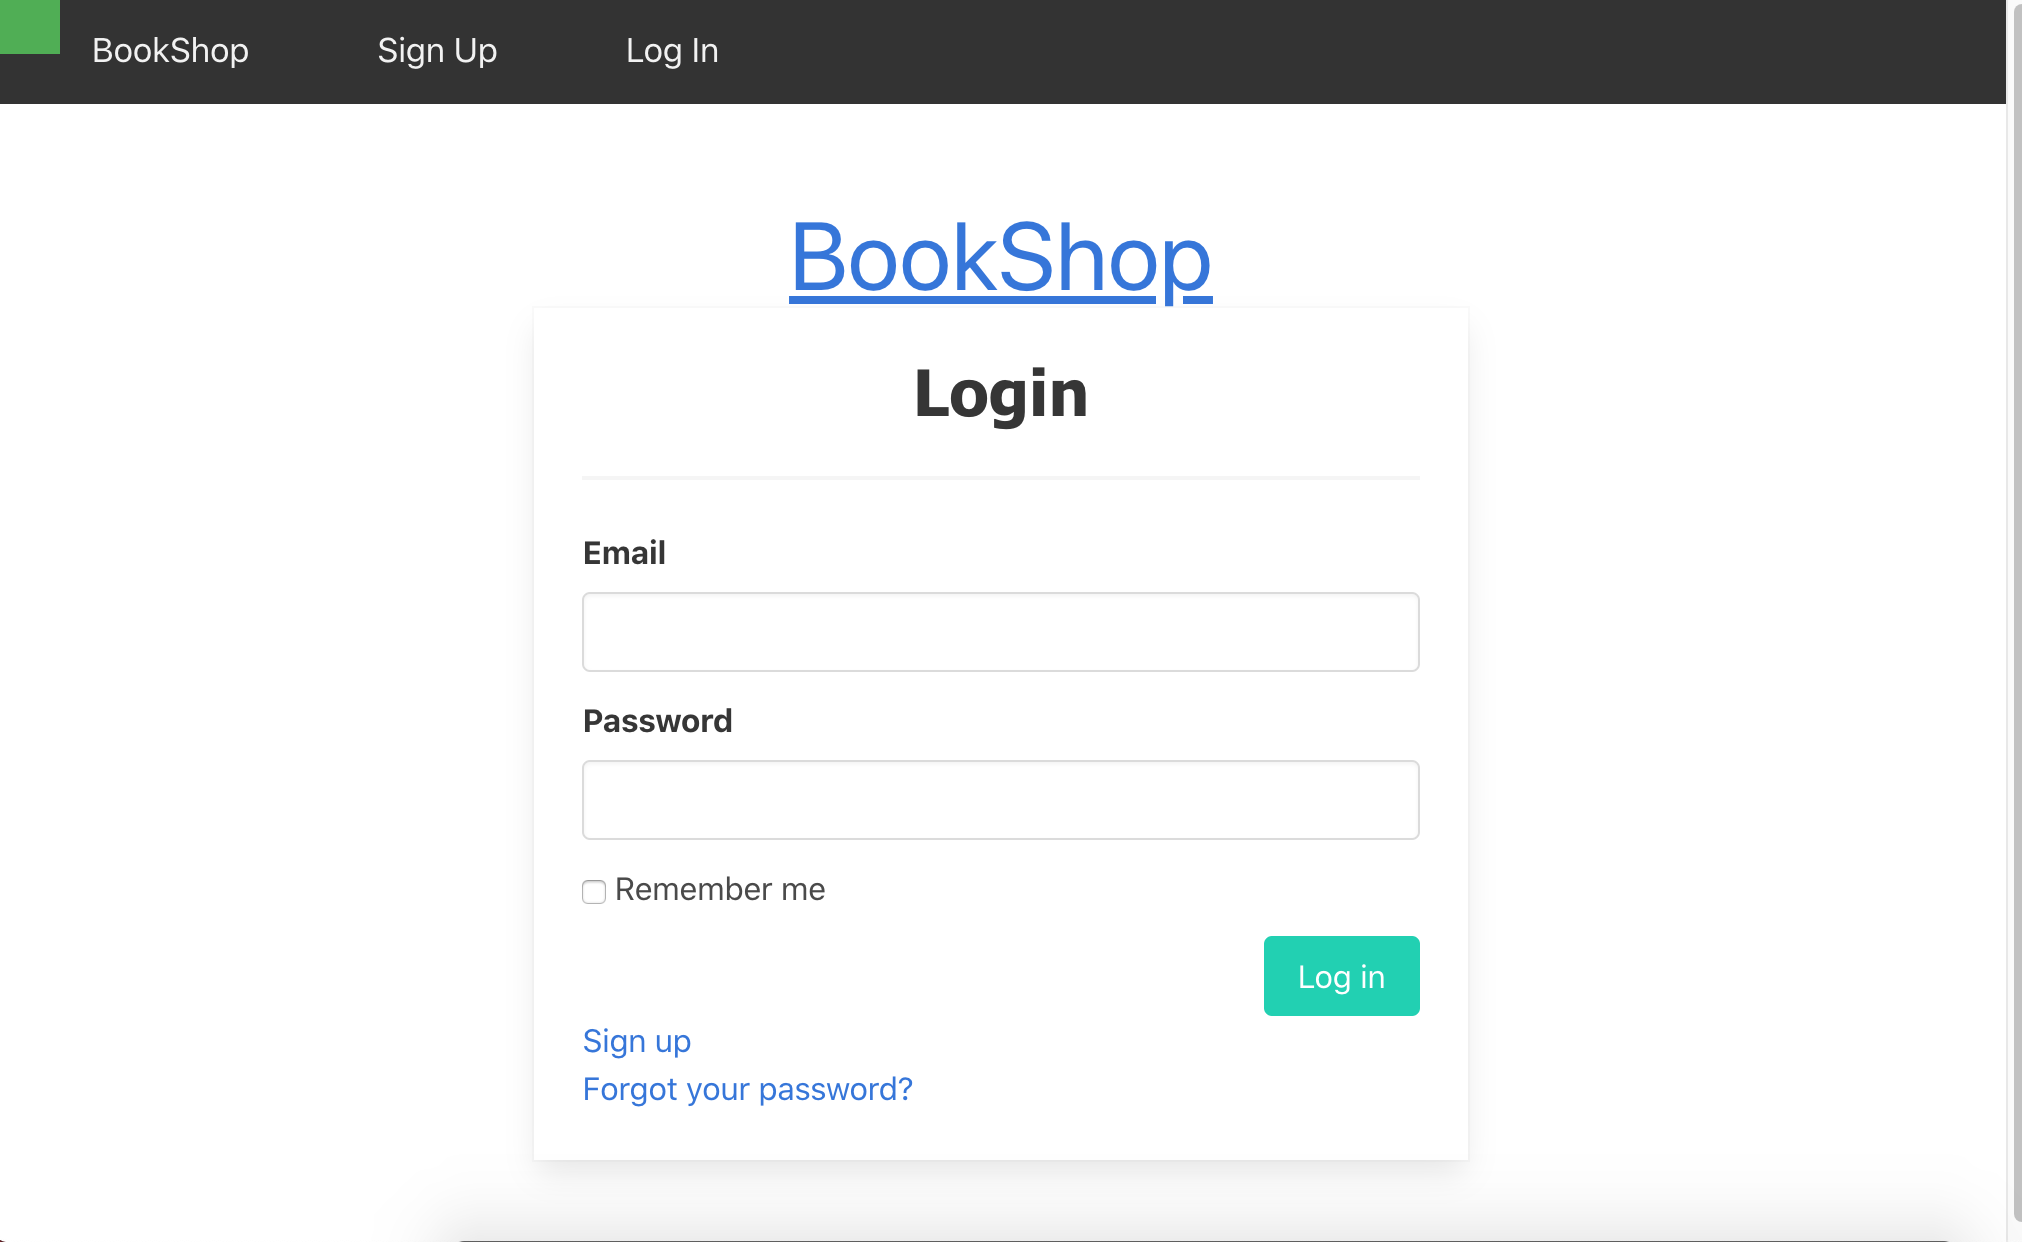 BookShop Sign Up Log In
BookShop
Login
Email
Password
Remember me
Log in
Sign up
Forgot your password?